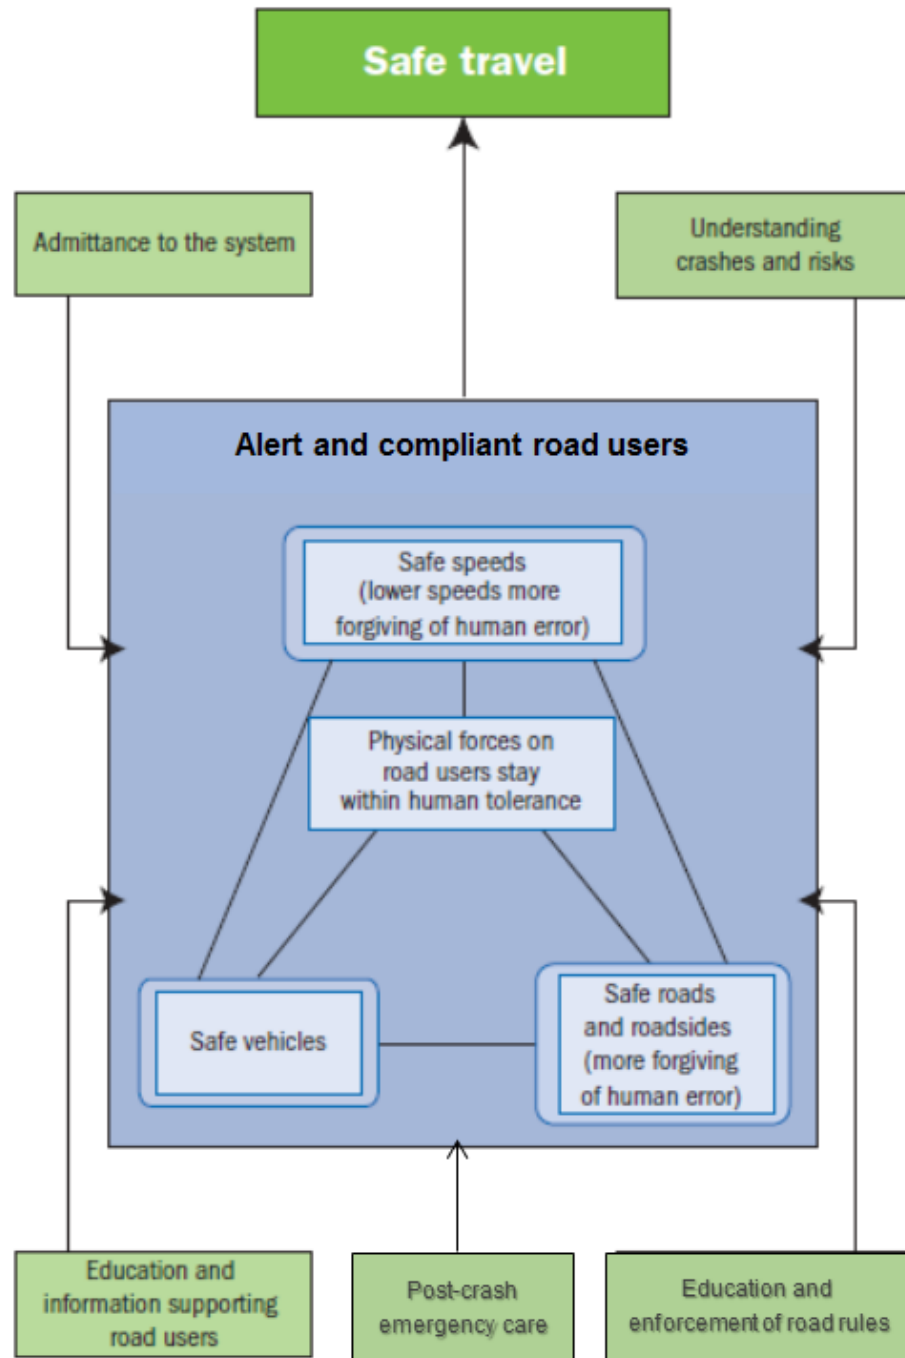 Safe travel
Admittance to the system
Understanding
crashes and risks
Alert and compliant road users
Safe speeds
(lower speeds more
forgiving of human error)
Physical forces on
road users stay
within human tolerance
Safe vehicles
Safe roads
and roadsides
(more forgiving
of human error)
Education and
information supporting
road users
Post-crash
emergency care
Education and
enforcement of road rules